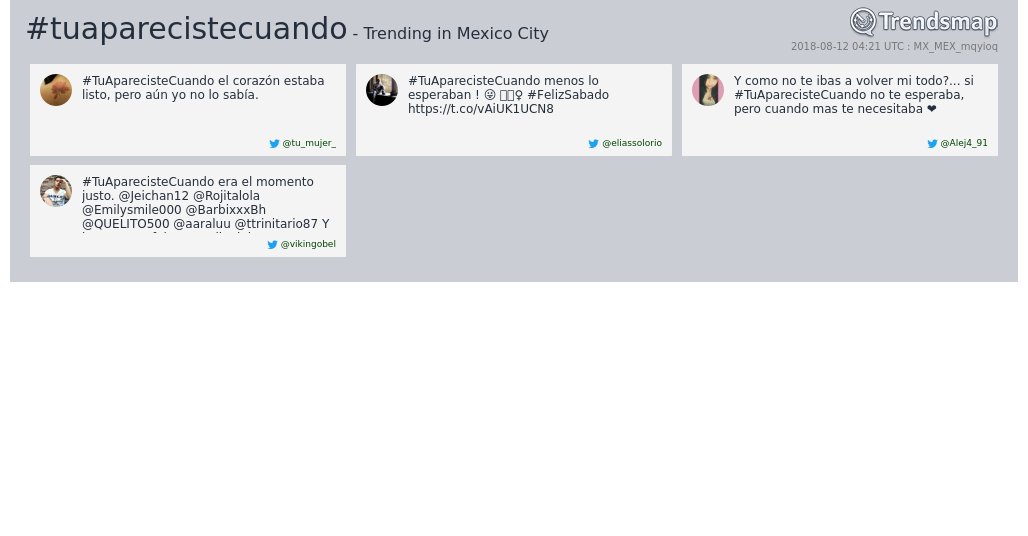 #tuaparecistecuando - Trending in Mexico City
Trendsmap
2018-08-12 04:21 UTC : MX_MEX_mqyioq
#TuAparecisteCuando el corazón estaba
listo, pero aún yo no lo sabía.
@tu_mujer_
#TuAparecisteCuando menos lo
esperaban ! 😜 ♀ #FelizSabado
https://t.co/vAiUK1UCN8
@eliassolorio
Y como no te ibas a volver mi todo?... si
#TuAparecisteCuando no te esperaba,
pero cuando mas te necesitaba ❤
@Alej4_91
#TuAparecisteCuando era el momento
justo. @Jeichan12 @Rojitalola
@Emilysmile000 @BarbixxxBh
@QUELITO500 @aaraluu @ttrinitario87 Y
@vikingobel